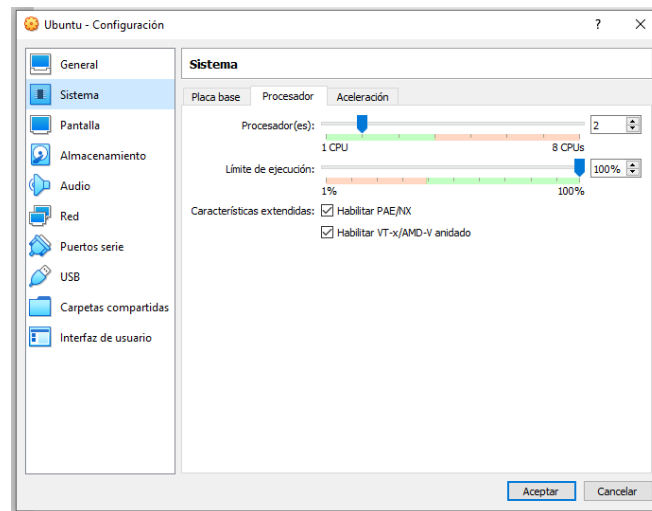 Ubuntu - Configuración
?
General
Sistema
Pantalla
Almacenamiento
Audio
Red
Puertos serie
USB
Carpetas compartidas
Interfaz de usuario
Sistema
Placa base Procesador Aceleración
Procesador(es): 2
1 CPU 8 CPUs
Límite de ejecución: 100%
1% 100%
Características extendidas: Habilitar PAE/NX
Habilitar VT-x/AMD-V anidado
Aceptar Cancelar